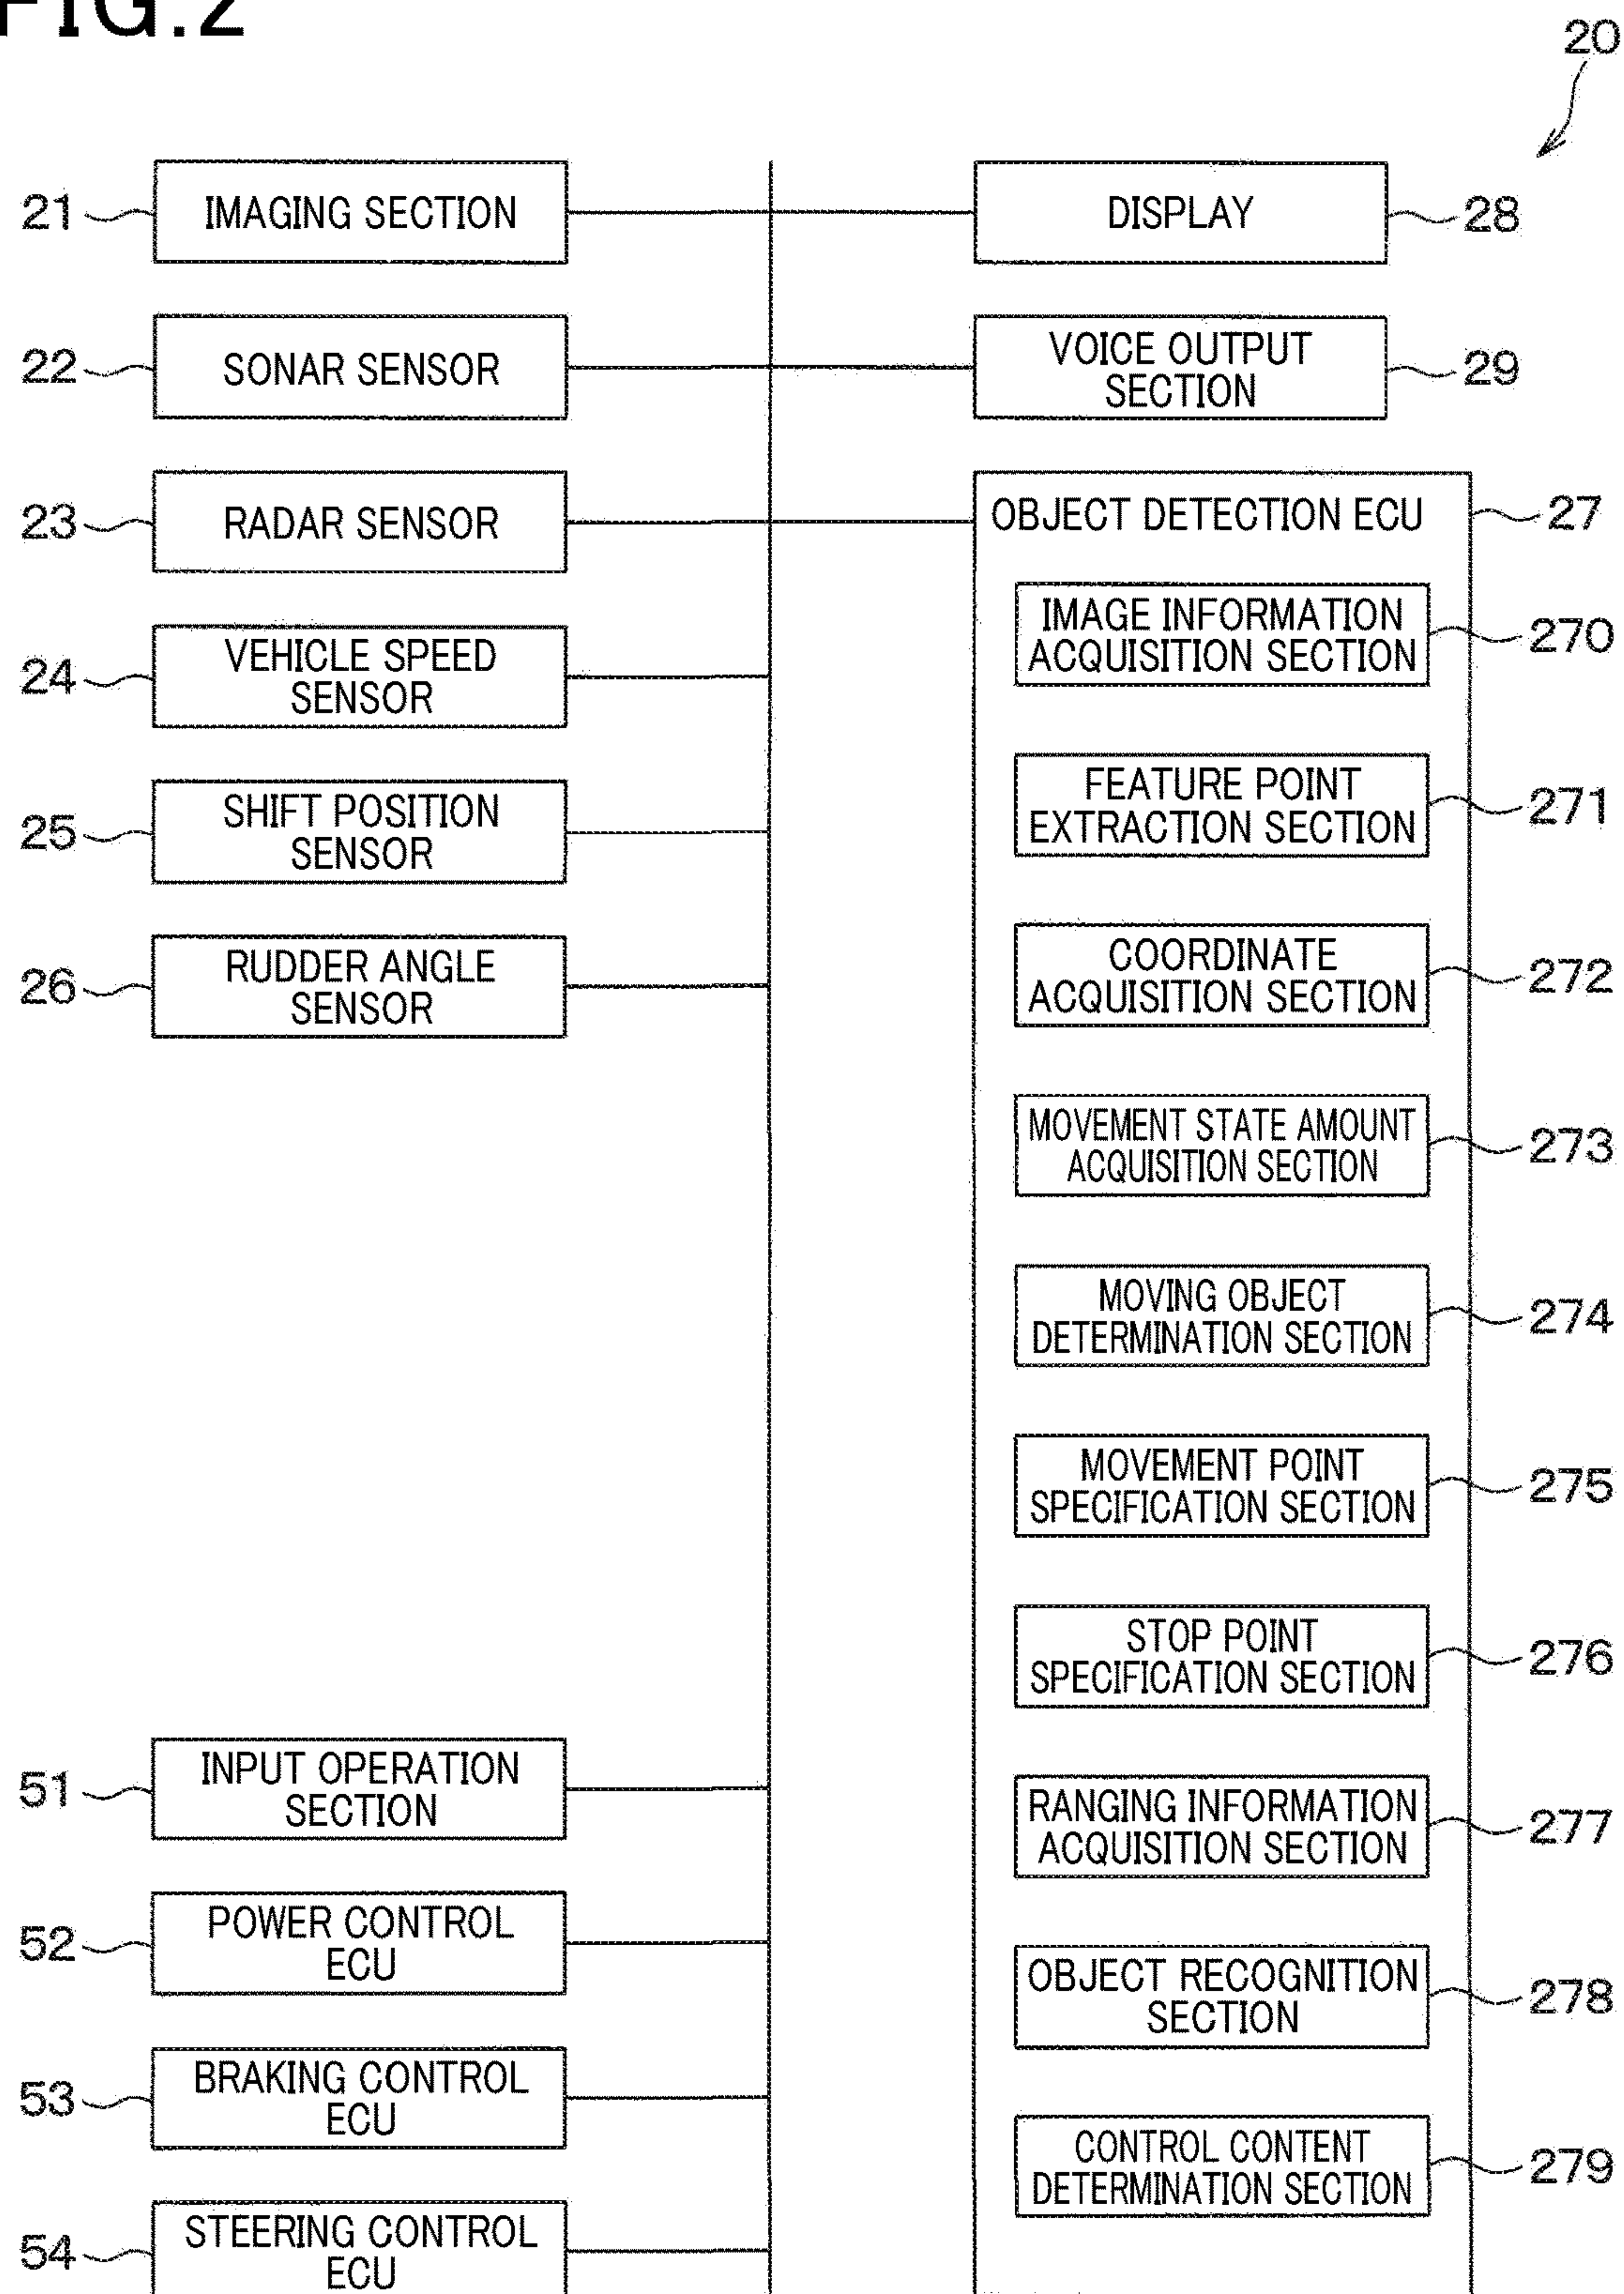 FIG.2
20
21
IMAGING SECTION
DISPLAY
28
22
SONAR SENSOR
VOICE OUTPUT
SECTION
29
23
RADAR SENSOR
OBJECT DETECTION ECU
27
IMAGE INFORMATION
ACQUISITION SECTION
270
24
VEHICLE SPEED
SENSOR
FEATURE POINT
EXTRACTION SECTION
271
25
SHIFT POSITION
SENSOR
COORDINATE
ACQUISITION SECTION
272
26
RUDDER ANGLE
SENSOR
MOVEMENT STATE AMOUNT
ACQUISITION SECTION
273
MOVING OBJECT
DETERMINATION SECTION
274
MOVEMENT POINT
SPECIFICATION SECTION
275
STOP POINT
SPECIFICATION SECTION
276
51
INPUT OPERATION
SECTION
RANGING INFORMATION
ACQUISITION SECTION
277
52
POWER CONTROL
ECU
OBJECT RECOGNITION
SECTION
278
53
BRAKING CONTROL
ECU
CONTROL CONTENT
DETERMINATION SECTION
279
54
STEERING CONTROL
ECU